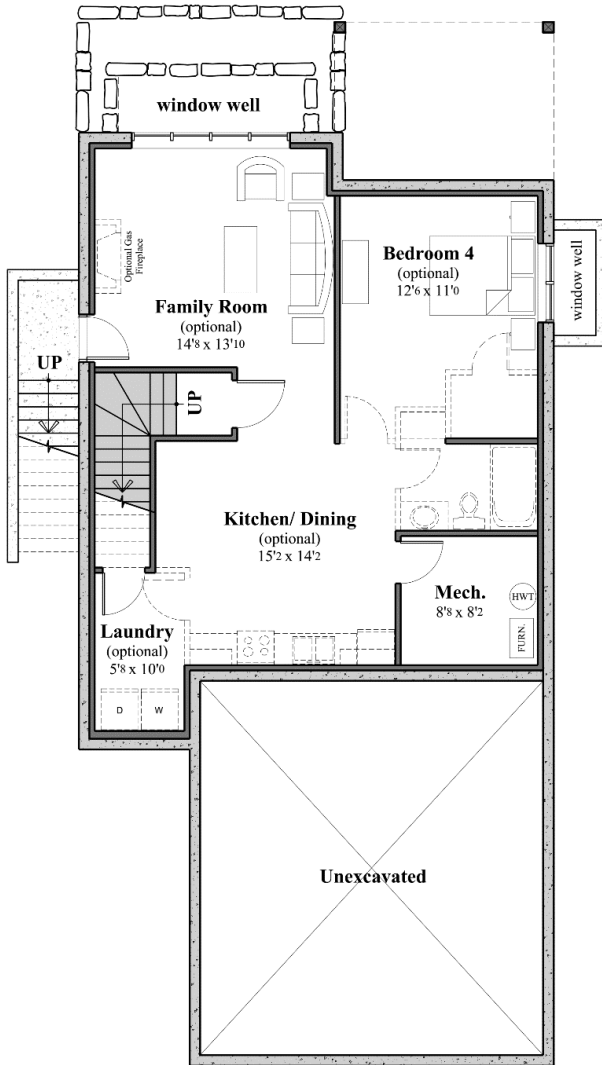 window well
Optional Gas
Fireplace
Family Room
(optional)
14'8 x 13'10
Bedroom 4
(optional)
12'6 x 11'0
window well
UP
UP
Kitchen/ Dining
(optional)
15'2 x 14'2
Mech.
8'8 x 8'2
HWT
FURN.
Laundry
(optional)
5'8 x 10'0
D
W
Unexcavated